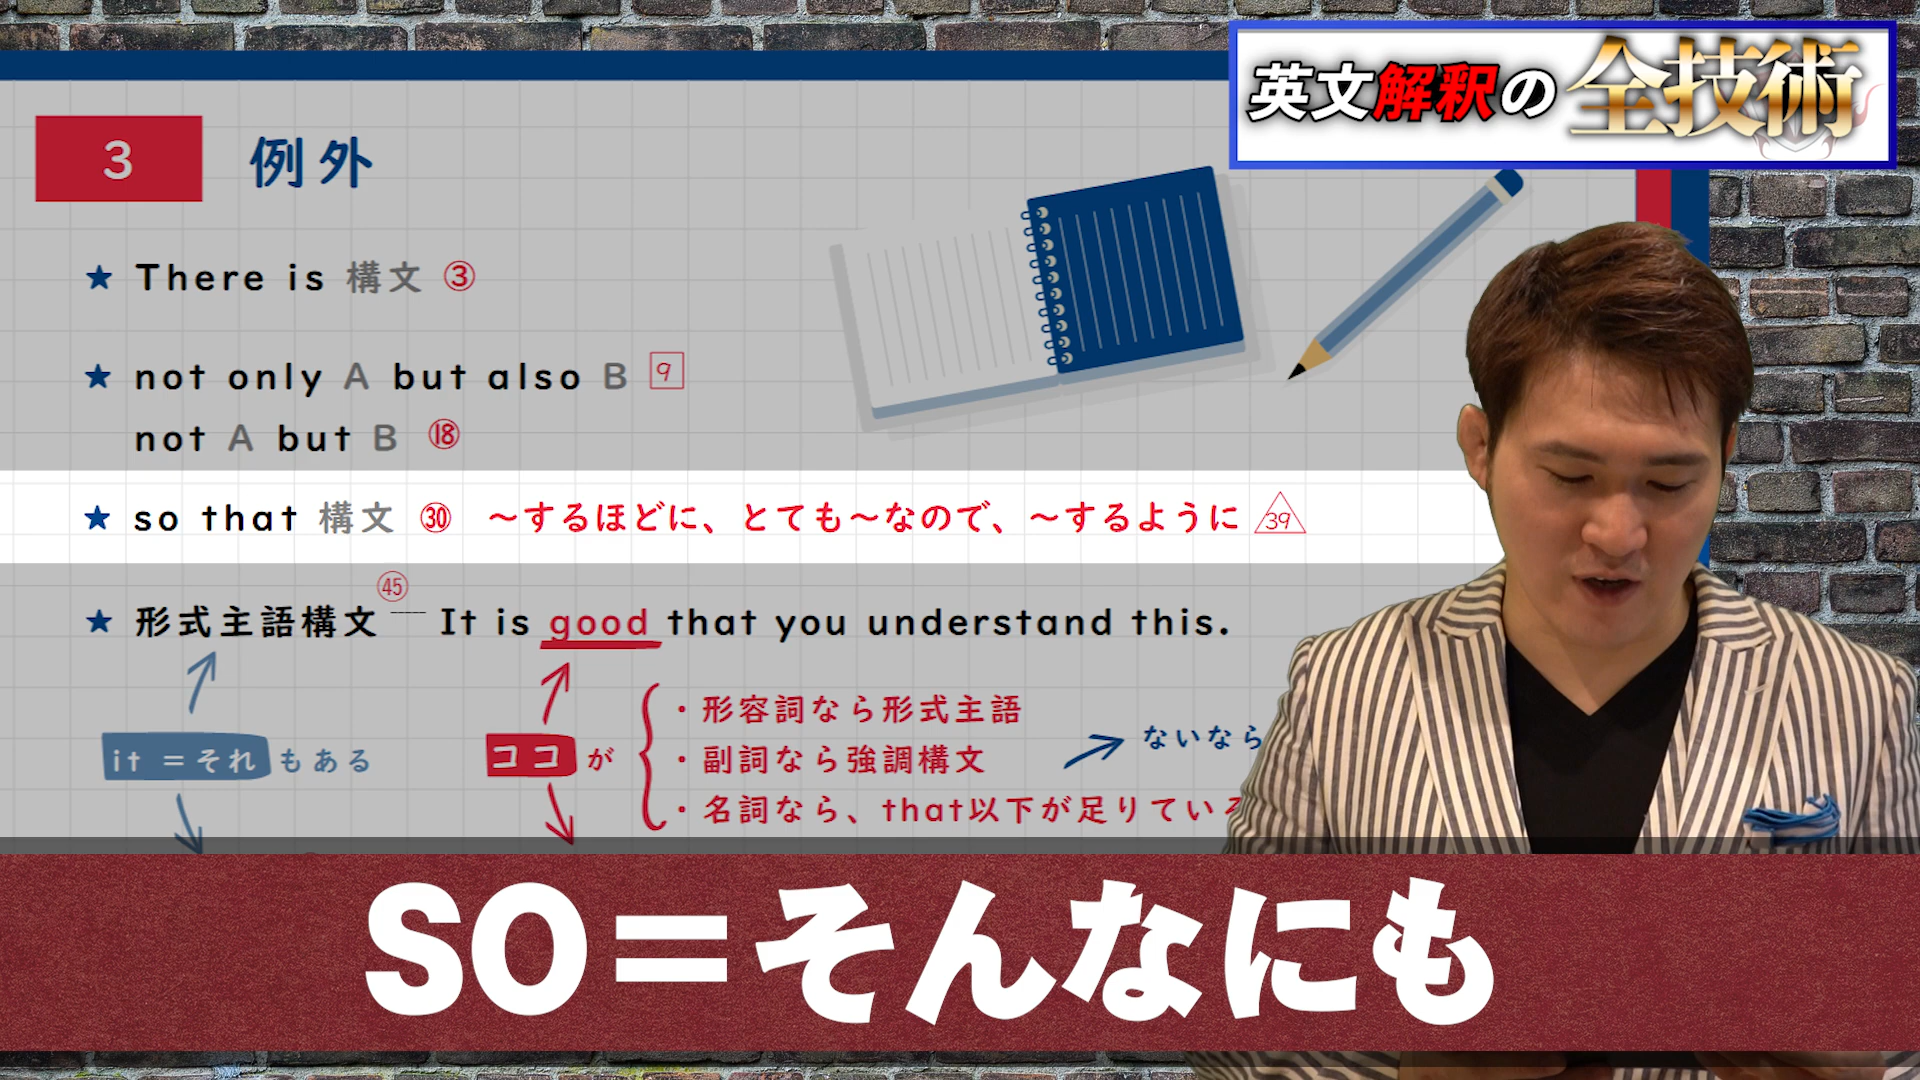 英文解釈の全技術
3 例外
★ There is 構文 ③
★ not only A but also B 9
not A but B ⑱
★ so that 構文 ㉚ ～するほどに、とても～なので、～するように 39
㊺
★ 形式主語構文 It is good that you understand this.
it =それ もある
ココ が
・形容詞なら形式主語
・副詞なら強調構文
・名詞なら、that以下が足りている
ないなら
SO=そんなにも